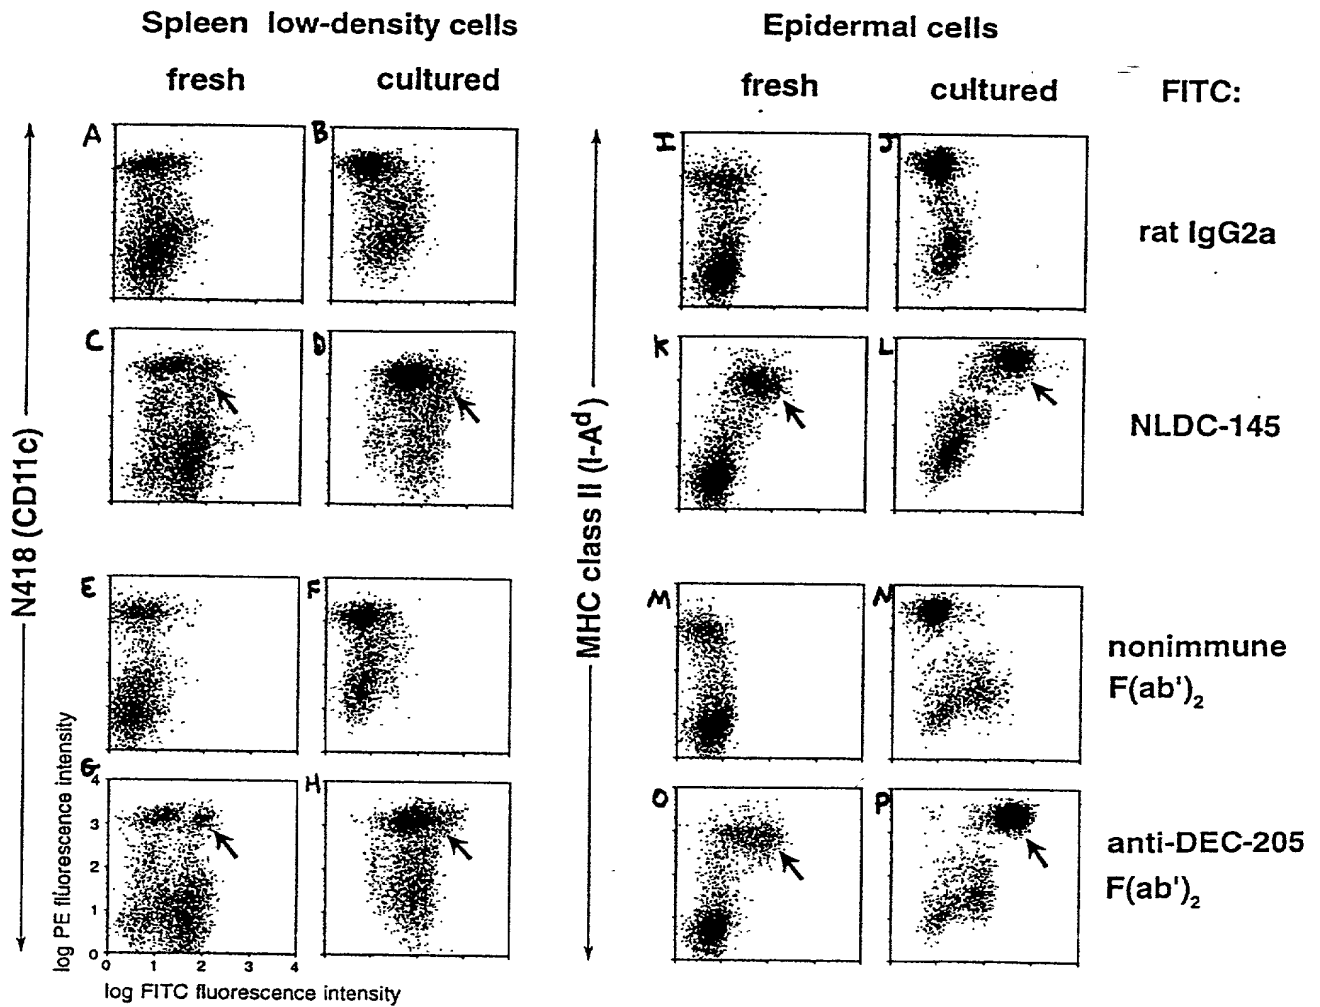 Spleen low-density cells
Epidermal cells
fresh
cultured
fresh
cultured
FITC:
A
B
I
J
rat IgG2a
C
D
K
L
NLDC-145
N418 (CD11c)
MHC class II (I-Aᵈ)
E
F
M
N
nonimmune
F(ab')₂
G
H
O
P
anti-DEC-205
F(ab')₂
log PE fluorescence intensity
4
3
2
1
0
0 1 2 3 4
log FITC fluorescence intensity